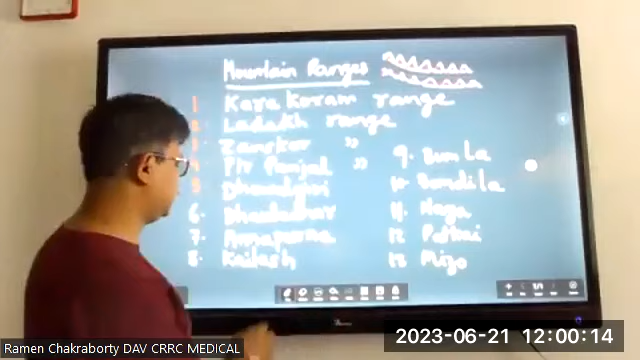 Mountain Ranges
1 Karakoram range
2 Ladakh range
3 Zanskar "
4 Pir Panjal "
5
6. Dhauladhar
7. Annapurna
8. Kailash
9. Bum La
10 Bomdila
11. Naga
12 Patkai
13 Mizo
Ramen Chakraborty DAV CRRC MEDICAL
2023-06-21 12:00:14